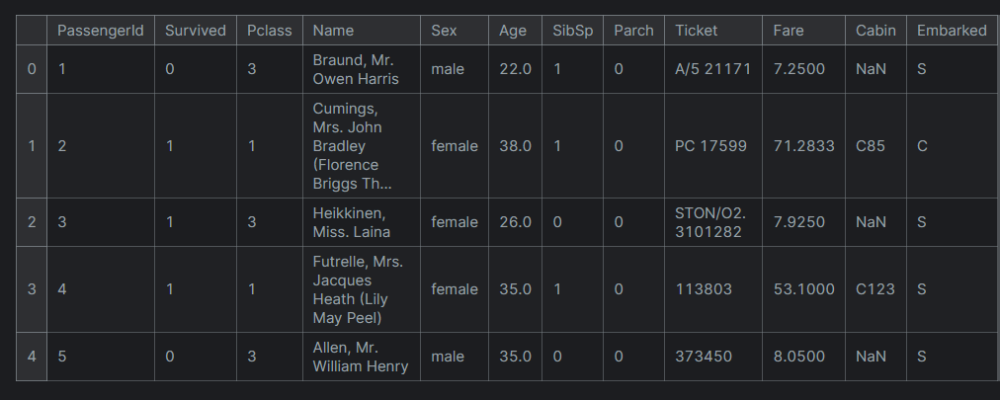 PassengerId Survived Pclass Name Sex Age SibSp Parch Ticket Fare Cabin Embarked
0 1 0 3 Braund, Mr. Owen Harris male 22.0 1 0 A/5 21171 7.2500 NaN S
1 2 1 1 Cumings, Mrs. John Bradley (Florence Briggs Th... female 38.0 1 0 PC 17599 71.2833 C85 C
2 3 1 3 Heikkinen, Miss. Laina female 26.0 0 0 STON/O2. 3101282 7.9250 NaN S
3 4 1 1 Futrelle, Mrs. Jacques Heath (Lily May Peel) female 35.0 1 0 113803 53.1000 C123 S
4 5 0 3 Allen, Mr. William Henry male 35.0 0 0 373450 8.0500 NaN S